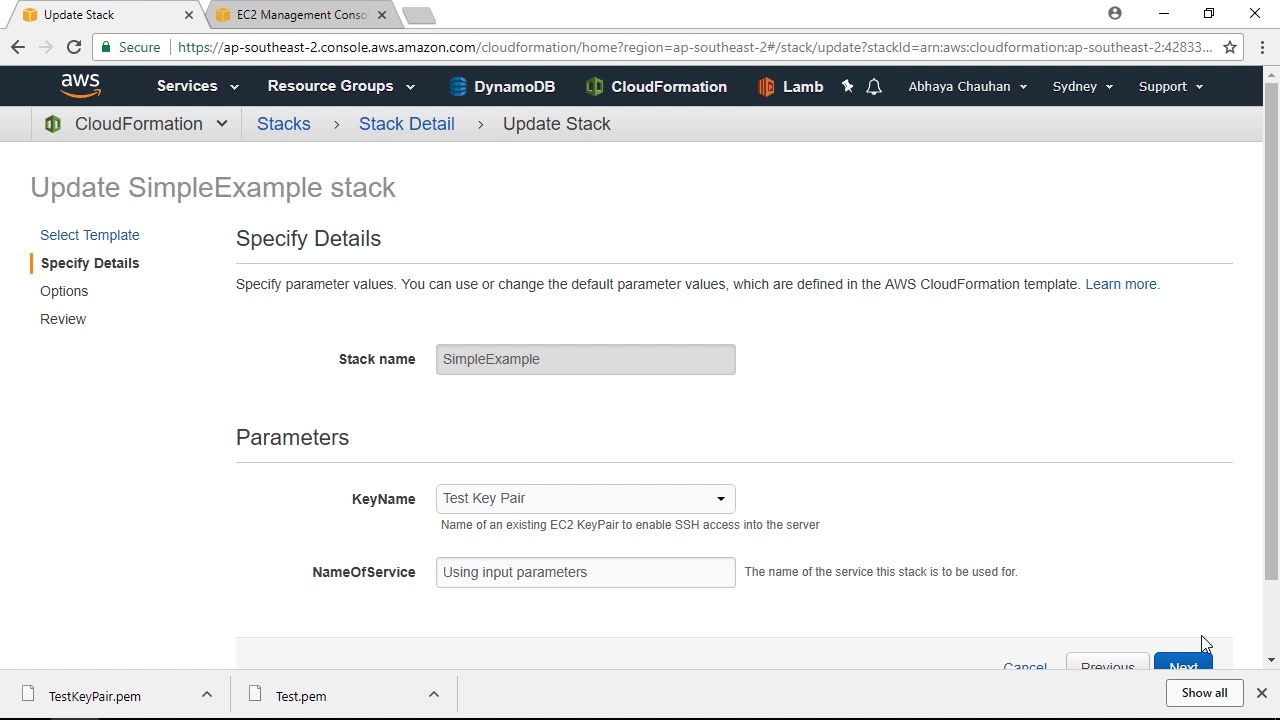 Update Stack
EC2 Management Conso
Secure
https://ap-southeast-2.console.aws.amazon.com/cloudformation/home?region=ap-southeast-2#/stack/update?stackId=arn:aws:cloudformation:ap-southeast-2:42833...
aws
Services
Resource Groups
DynamoDB
CloudFormation
Lamb
Abhaya Chauhan
Sydney
Support
CloudFormation
Stacks > Stack Detail > Update Stack
Update SimpleExample stack
Select Template
Specify Details
Options
Review
Specify Details
Specify parameter values. You can use or change the default parameter values, which are defined in the AWS CloudFormation template. Learn more.
Stack name
SimpleExample
Parameters
KeyName
Test Key Pair
Name of an existing EC2 KeyPair to enable SSH access into the server
NameOfService
Using input parameters
The name of the service this stack is to be used for.
Cancel
Previous
Next
TestKeyPair.pem
Test.pem
Show all